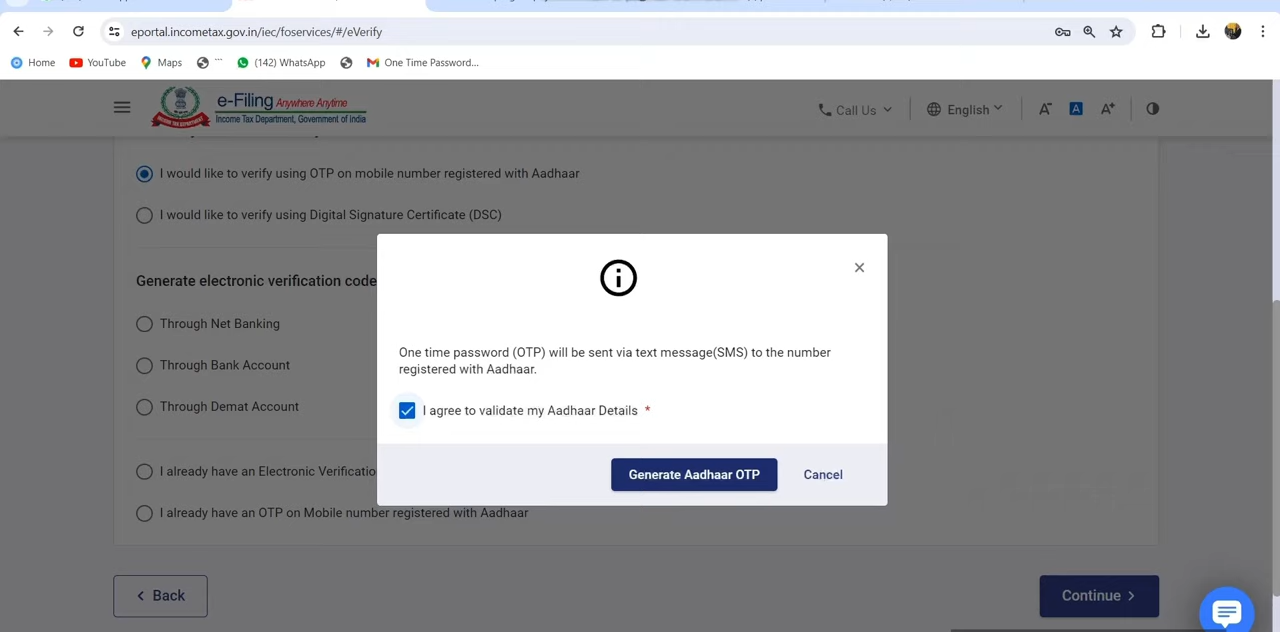 eportal.incometax.gov.in/iec/foservices/#/eVerify
Home YouTube Maps (142) WhatsApp One Time Password...
e-Filing Anywhere Anytime
Income Tax Department, Government of India
Call Us English A- A A+
I would like to verify using OTP on mobile number registered with Aadhaar
I would like to verify using Digital Signature Certificate (DSC)
Generate electronic verification code
Through Net Banking
Through Bank Account
Through Demat Account
I already have an Electronic Verificatio
I already have an OTP on Mobile number registered with Aadhaar
One time password (OTP) will be sent via text message(SMS) to the number
registered with Aadhaar.
I agree to validate my Aadhaar Details *
Generate Aadhaar OTP Cancel
< Back Continue >